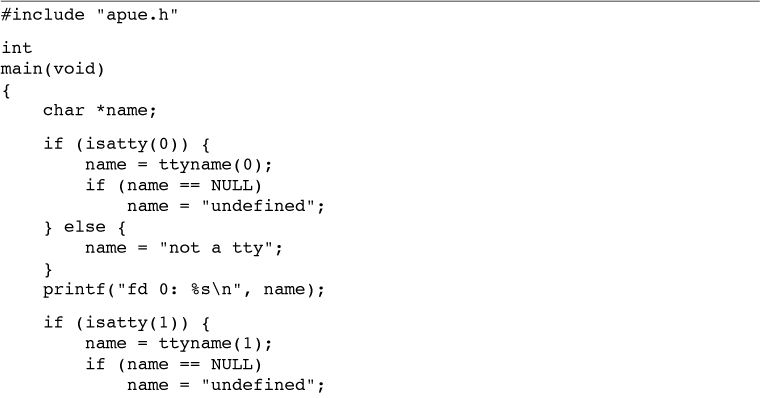 #include "apue.h"
int
main(void)
{
    char *name;
    if (isatty(0)) {
        name = ttyname(0);
        if (name == NULL)
            name = "undefined";
    } else {
        name = "not a tty";
    }
    printf("fd 0: %s\n", name);
    if (isatty(1)) {
        name = ttyname(1);
        if (name == NULL)
            name = "undefined";